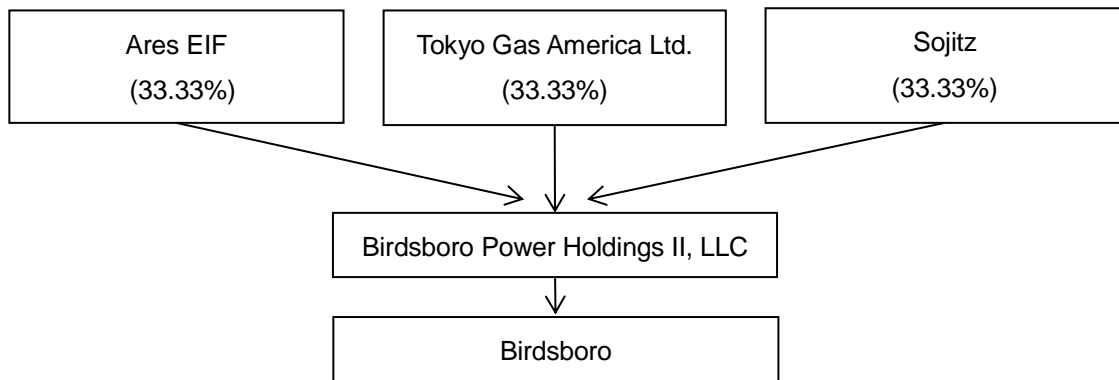 Ares EIF
(33.33%)
Tokyo Gas America Ltd.
(33.33%)
Sojitz
(33.33%)
Birdsboro Power Holdings II, LLC
Birdsboro